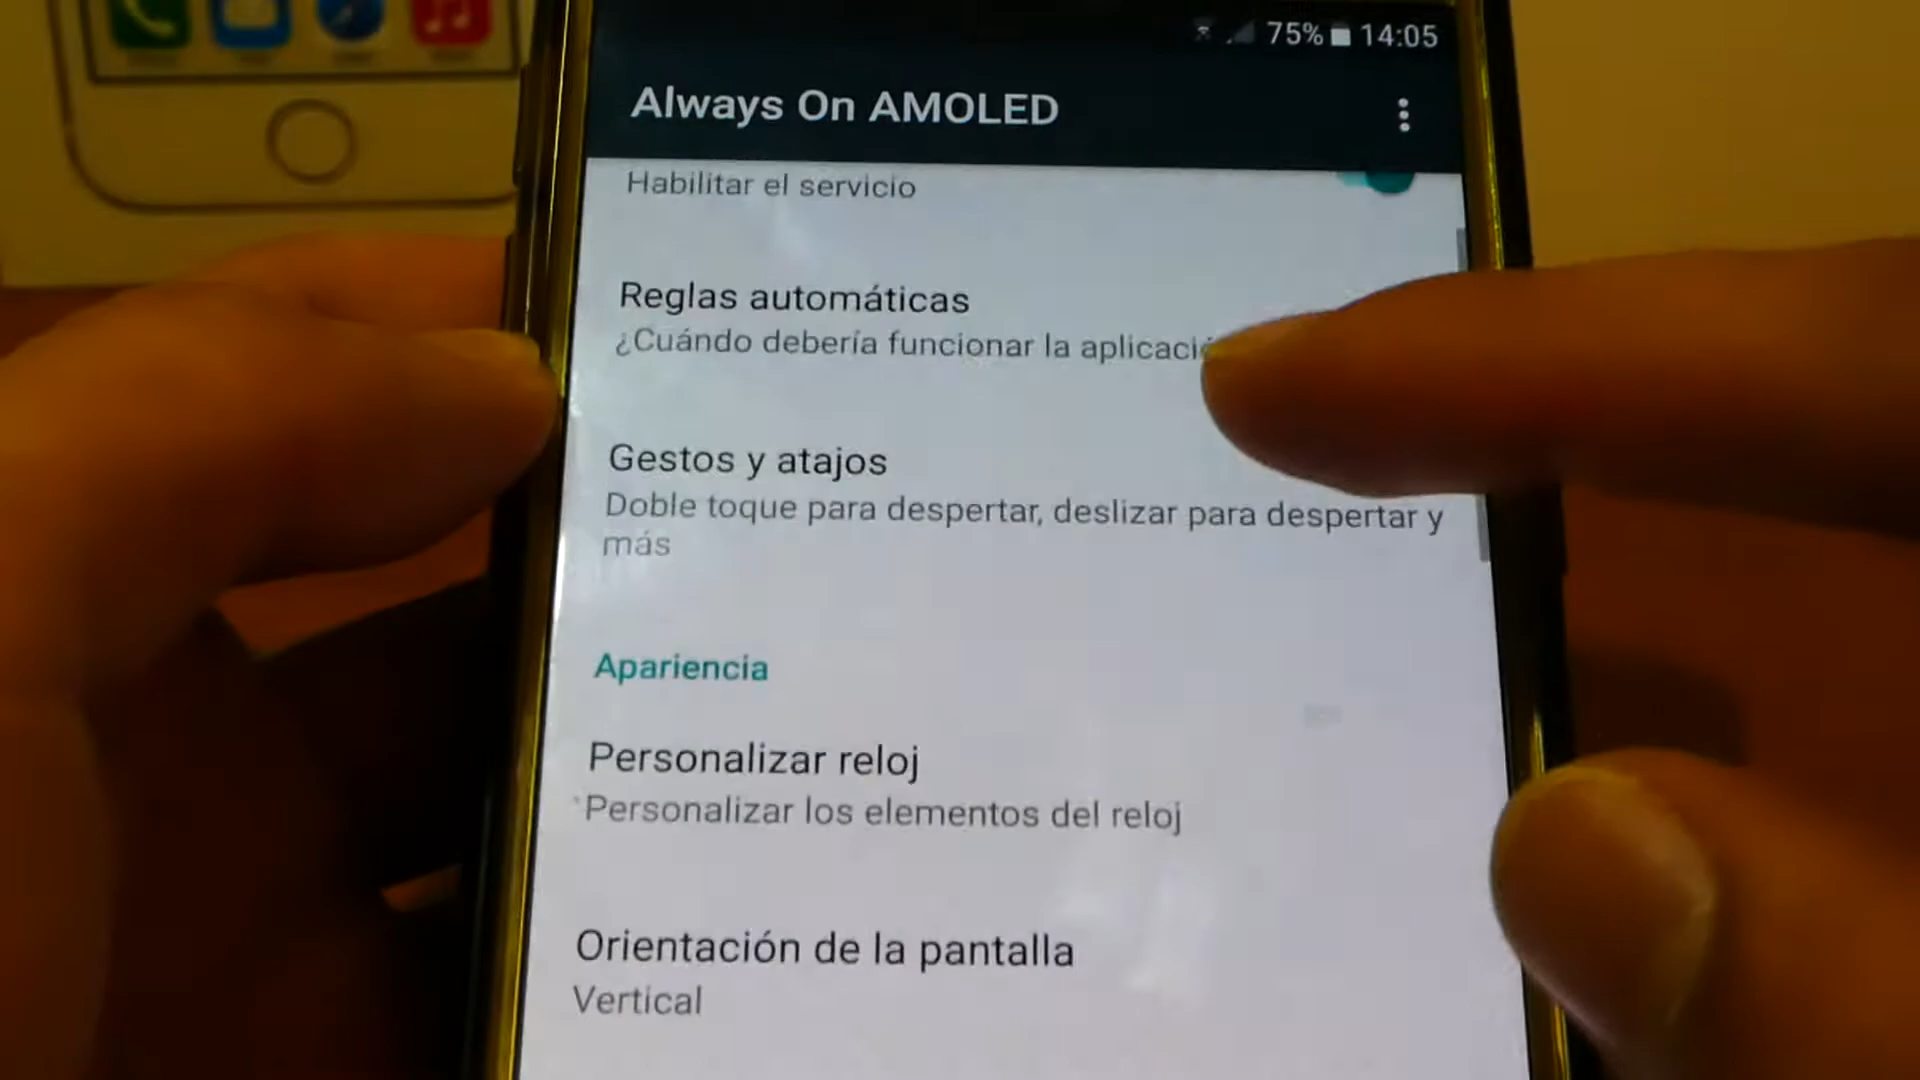 75% 14:05
Always On AMOLED
Habilitar el servicio
Reglas automáticas
¿Cuándo debería funcionar la
Gestos y atajos
Doble toque para despertar, deslizar para despertar y
más
Apariencia
Personalizar reloj
Personalizar los elementos del reloj
Orientación de la pantalla
Vertical